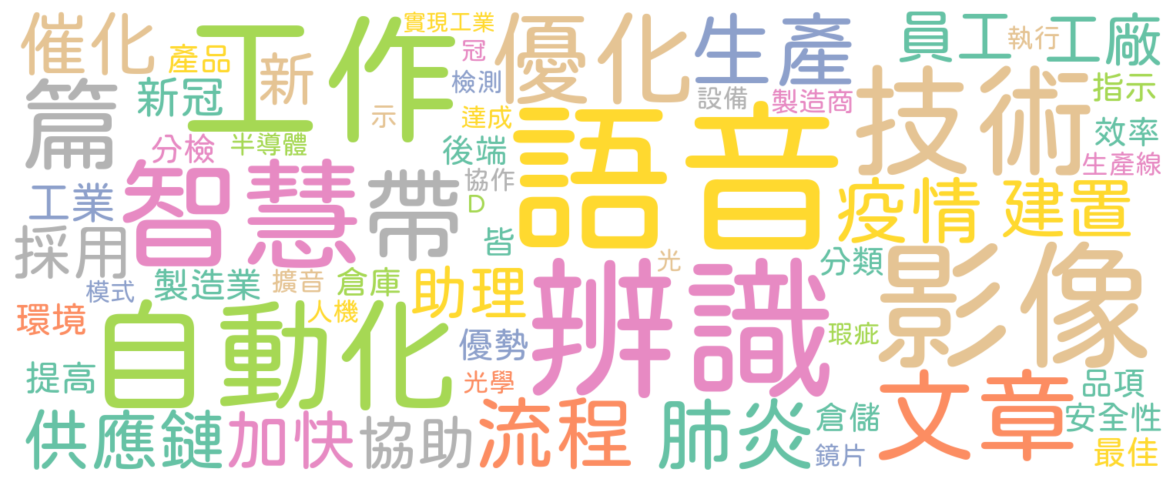 催化
工作
實現工業
冠
優化
生產
員工
執行
工廠
產品
新
新冠
檢測
設備
製造商
技術
指示
篇
示
達成
語音
效率
分檢
半導體
後端
生產線
智慧
帶
協作
D
疫情
建置
工業
採用
皆
影像
製造業
擴音
倉庫
助理
辨識
光
分類
模式
環境
自動化
人機
優勢
瑕疵
提高
光學
文章
品項
供應鏈
加快
協助
流程
肺炎
倉儲
安全性
鏡片
最佳